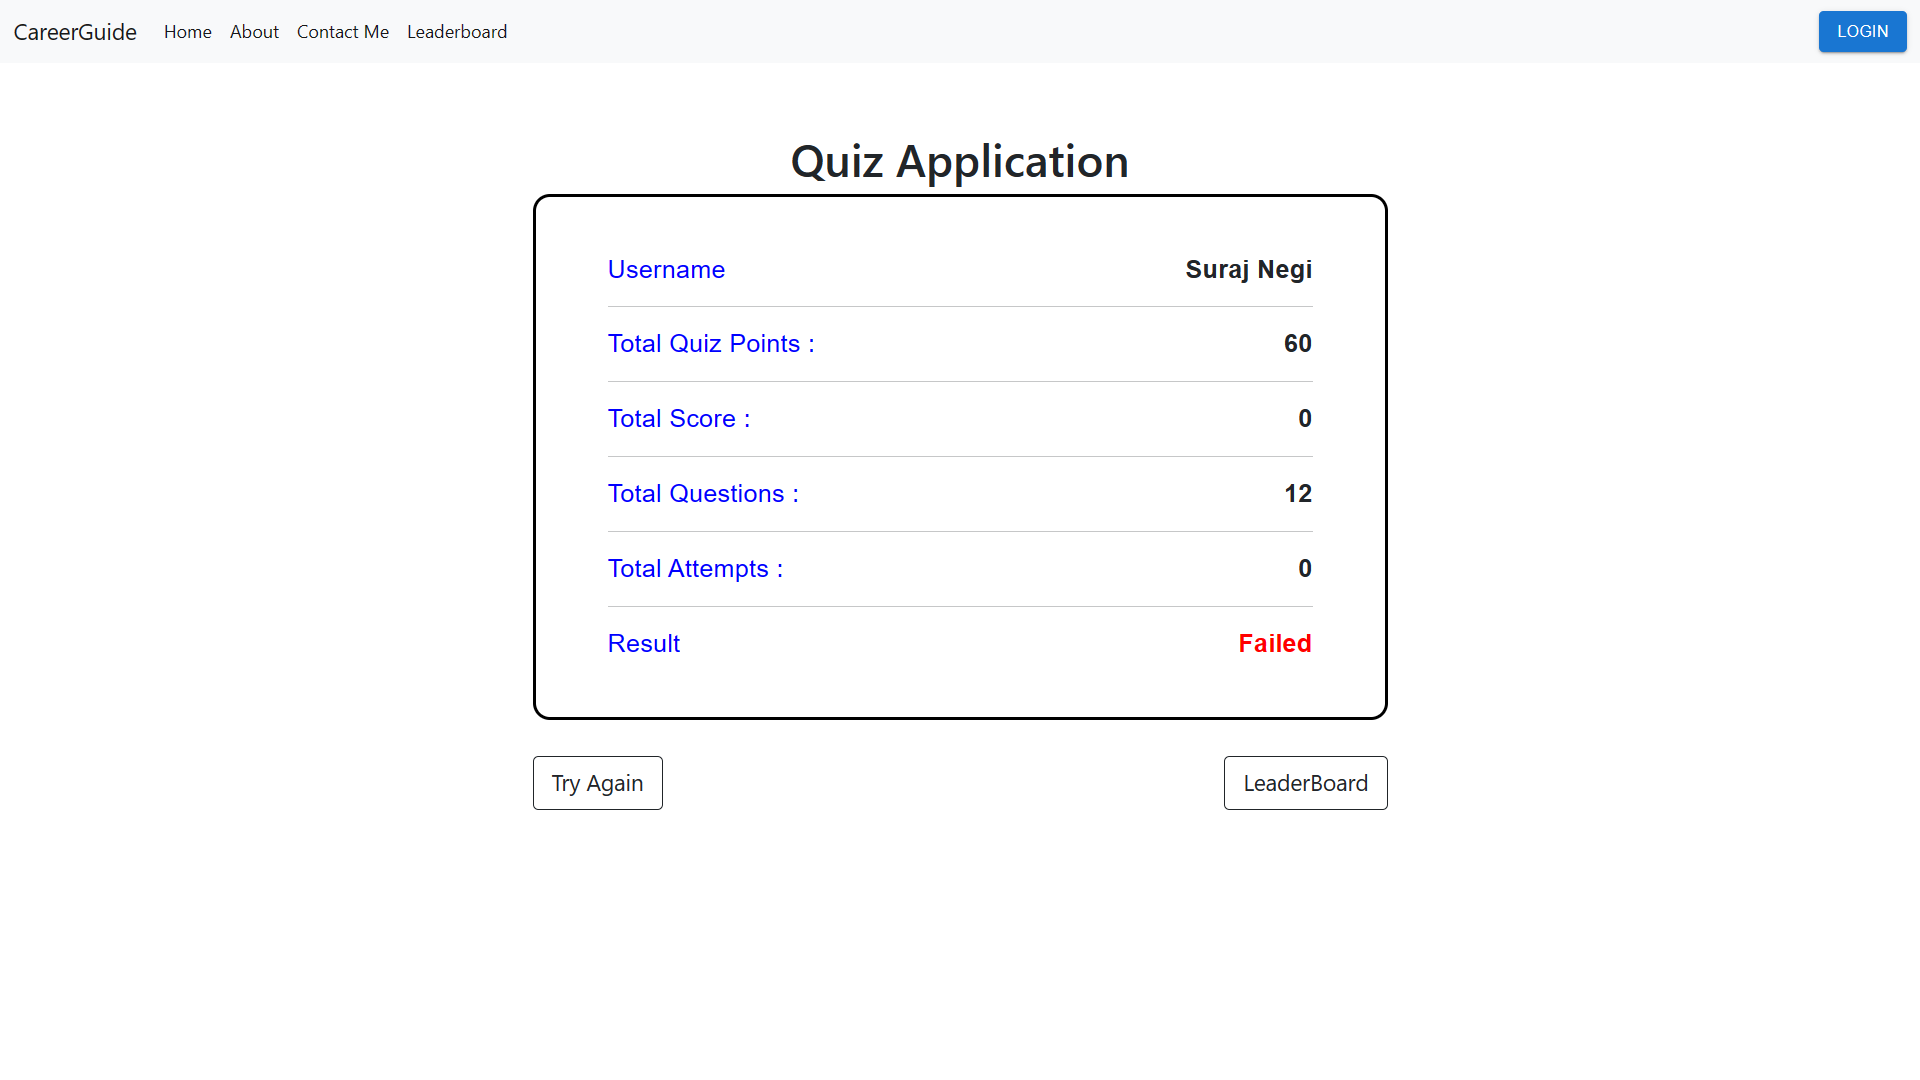 CareerGuide Home About Contact Me Leaderboard LOGIN
Quiz Application
Username Suraj Negi
Total Quiz Points : 60
Total Score : 0
Total Questions : 12
Total Attempts : 0
Result Failed
Try Again LeaderBoard